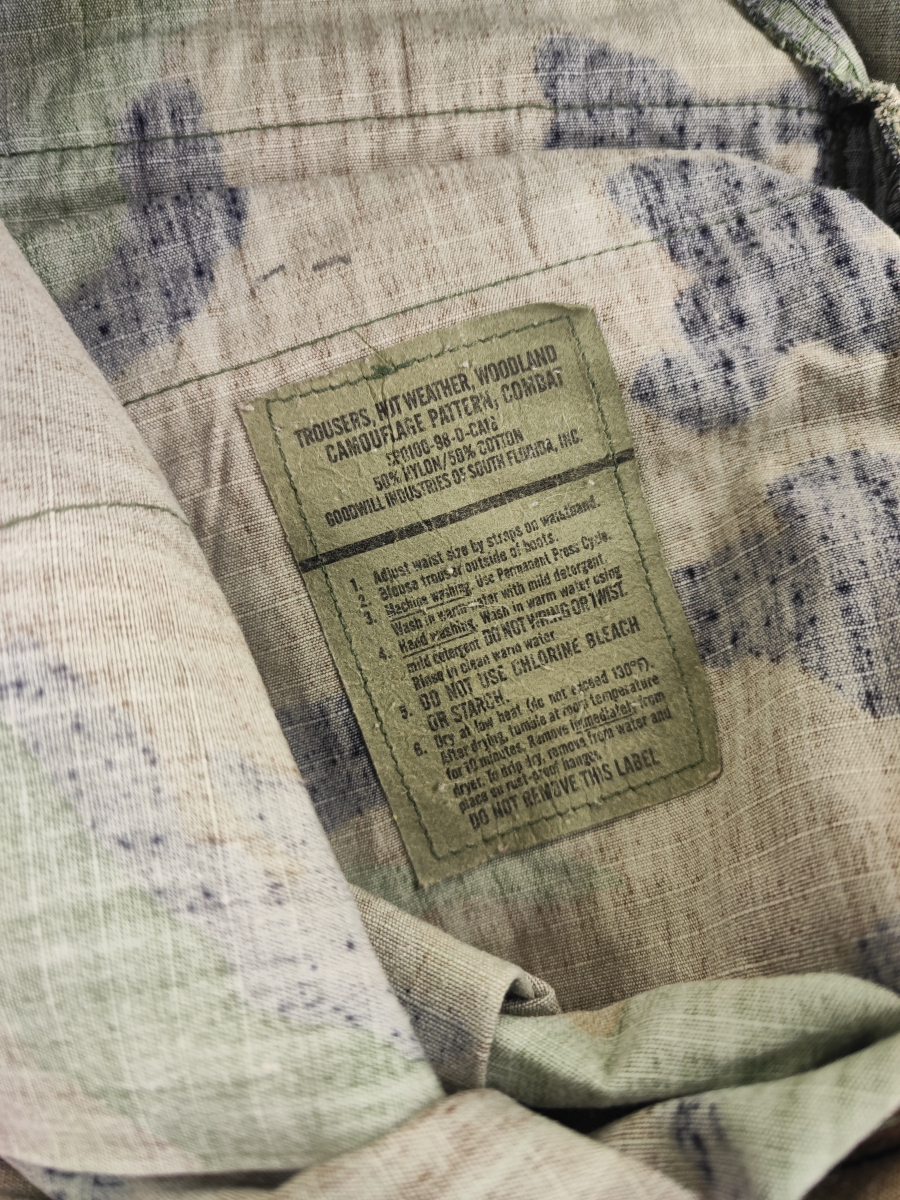 TROUSERS, HOT WEATHER, WOODLAND
CAMOUFLAGE PATTERN, COMBAT
SP0100-98-D-CA16
50% NYLON/50% COTTON
GOODWILL INDUSTRIES OF SOUTH FLORIDA, INC.
1. Adjust waist size by straps on waistband.
2. Blouse trouser outside of boots.
3. Machine washing. Use Permanent Press Cycle.
Wash in warm water with mild detergent.
4. Hand washing. Wash in warm water using
mild detergent. DO NOT WRING OR TWIST.
Rinse in clean warm water.
DO NOT USE CHLORINE BLEACH
OR STARCH.
5. Dry at low heat (do not exceed 130°F).
After drying, tumble at room temperature
for 10 minutes. Remove immediately from
6. dryer. To drip dry, remove from water and
place on rust-proof hanger.
DO NOT REMOVE THIS LABEL